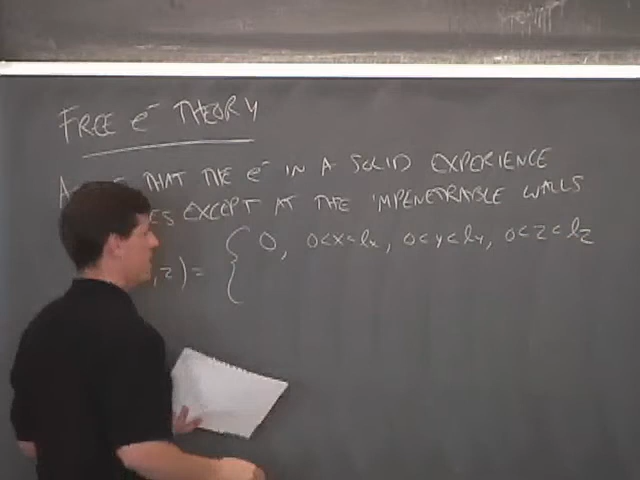 FREE e⁻ THEORY
THAT THE e⁻ IN A SOLID EXPERIENCE
EXCEPT AT THE IMPENETRABLE WALLS
,z) = { 0, 0<x<lx, 0<y<ly, 0<z<lz